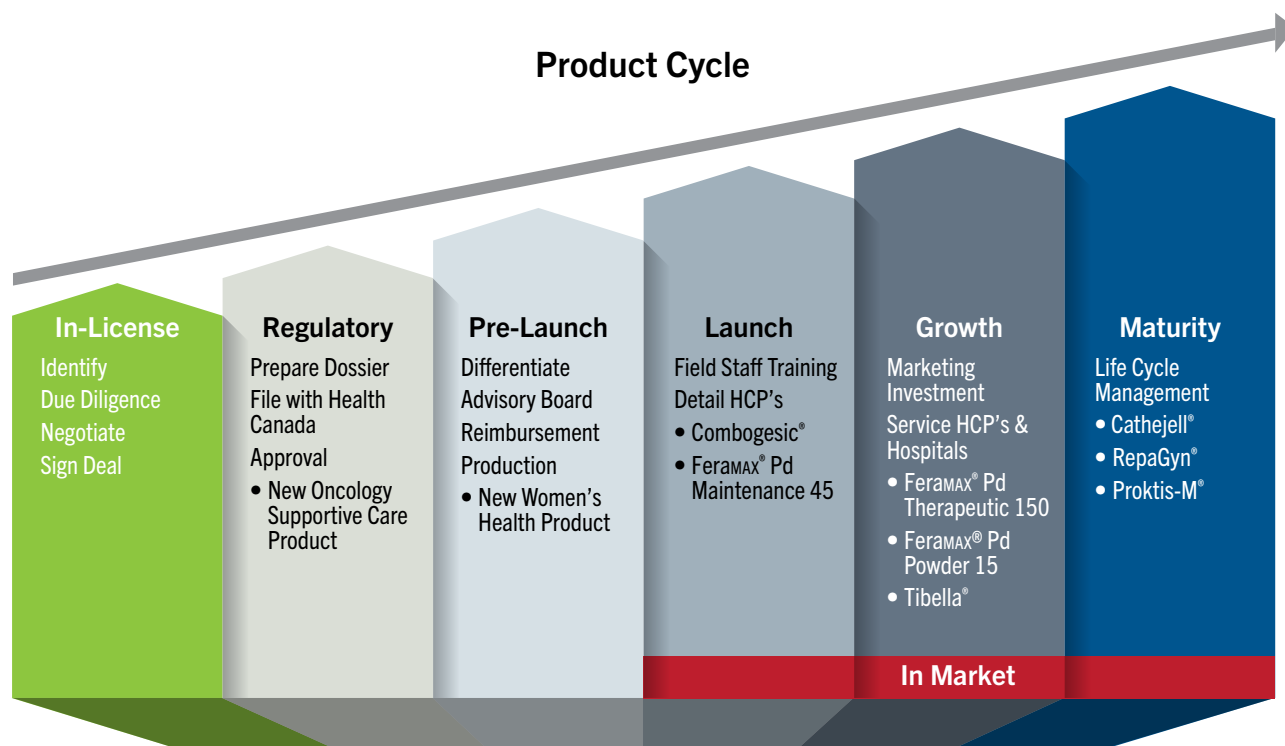 Product Cycle
In-License
Identify
Due Diligence
Negotiate
Sign Deal
Regulatory
Prepare Dossier
File with Health
Canada
Approval
• New Oncology
Supportive Care
Product
Pre-Launch
Differentiate
Advisory Board
Reimbursement
Production
• New Women's
Health Product
Launch
Field Staff Training
Detail HCP's
• Combogesic®
• FeraMAX® Pd
Maintenance 45
Growth
Marketing
Investment
Service HCP's &
Hospitals
• FeraMAX® Pd
Therapeutic 150
• FeraMAX® Pd
Powder 15
• Tibella®
Maturity
Life Cycle
Management
• Cathejell®
• RepaGyn®
• Proktis-M®
In Market